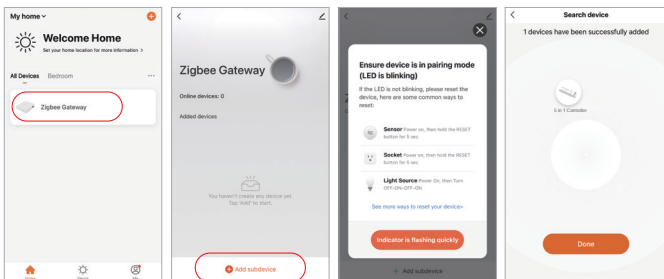 My home
Welcome Home
Set your home location for more information >
All Devices Bedroom
Zigbee Gateway
Home
Smart
Me
Zigbee Gateway
Online devices: 0
Added devices
You haven't create any device yet.
Tap 'Add' to start.
Add subdevice
Ensure device is in pairing mode
(LED is blinking)
If the LED is not blinking, please reset the
device, here are some common ways to
reset:
Sensor Power on, then hold the RESET
button for 5 sec
Socket Power on, then hold the RESET
button for 5 sec
Light Source Power On, then Turn
OFF-ON-OFF-ON
See more ways to reset your device>
Indicator is flashing quickly
+ Add subdevice
Search device
1 devices have been successfully added
5 in 1 Controller
Done